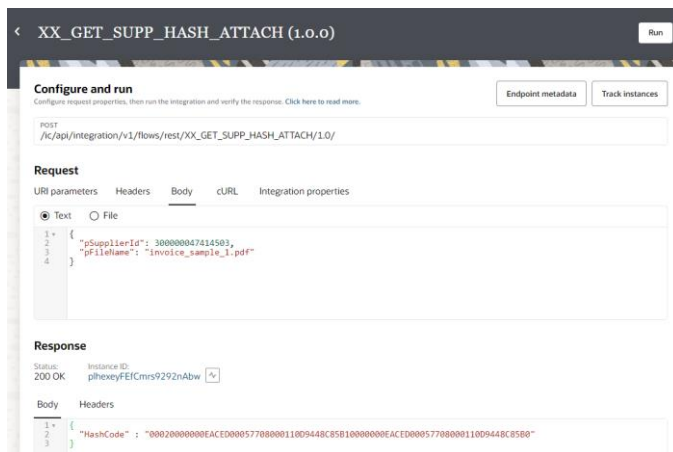 XX_GET_SUPP_HASH_ATTACH (1.0.0)
Run
Configure and run
Configure request properties, then run the integration and verify the response. Click here to read more.
Endpoint metadata
Track instances
POST
/ic/api/integration/v1/flows/rest/XX_GET_SUPP_HASH_ATTACH/1.0/
Request
URI parameters Headers Body cURL Integration properties
Text File
1 {
2 "pSupplierId": 300000047414503,
3 "pFileName": "invoice_sample_1.pdf"
4 }
Response
Status: Instance ID:
200 OK plhexeyFEfCmrs9292nAbw
Body Headers
1 {
2 "HashCode" : "00020000000EACED00057708000110D9448C85B10000000EACED00057708000110D9448C85B0"
3 }